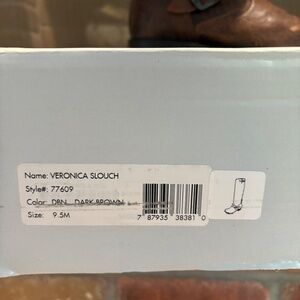 Name: VERONICA SLOUCH
Style#: 77609
Color: DBN DARK BROWN
Size: 9.5M
7 87935 38381 0